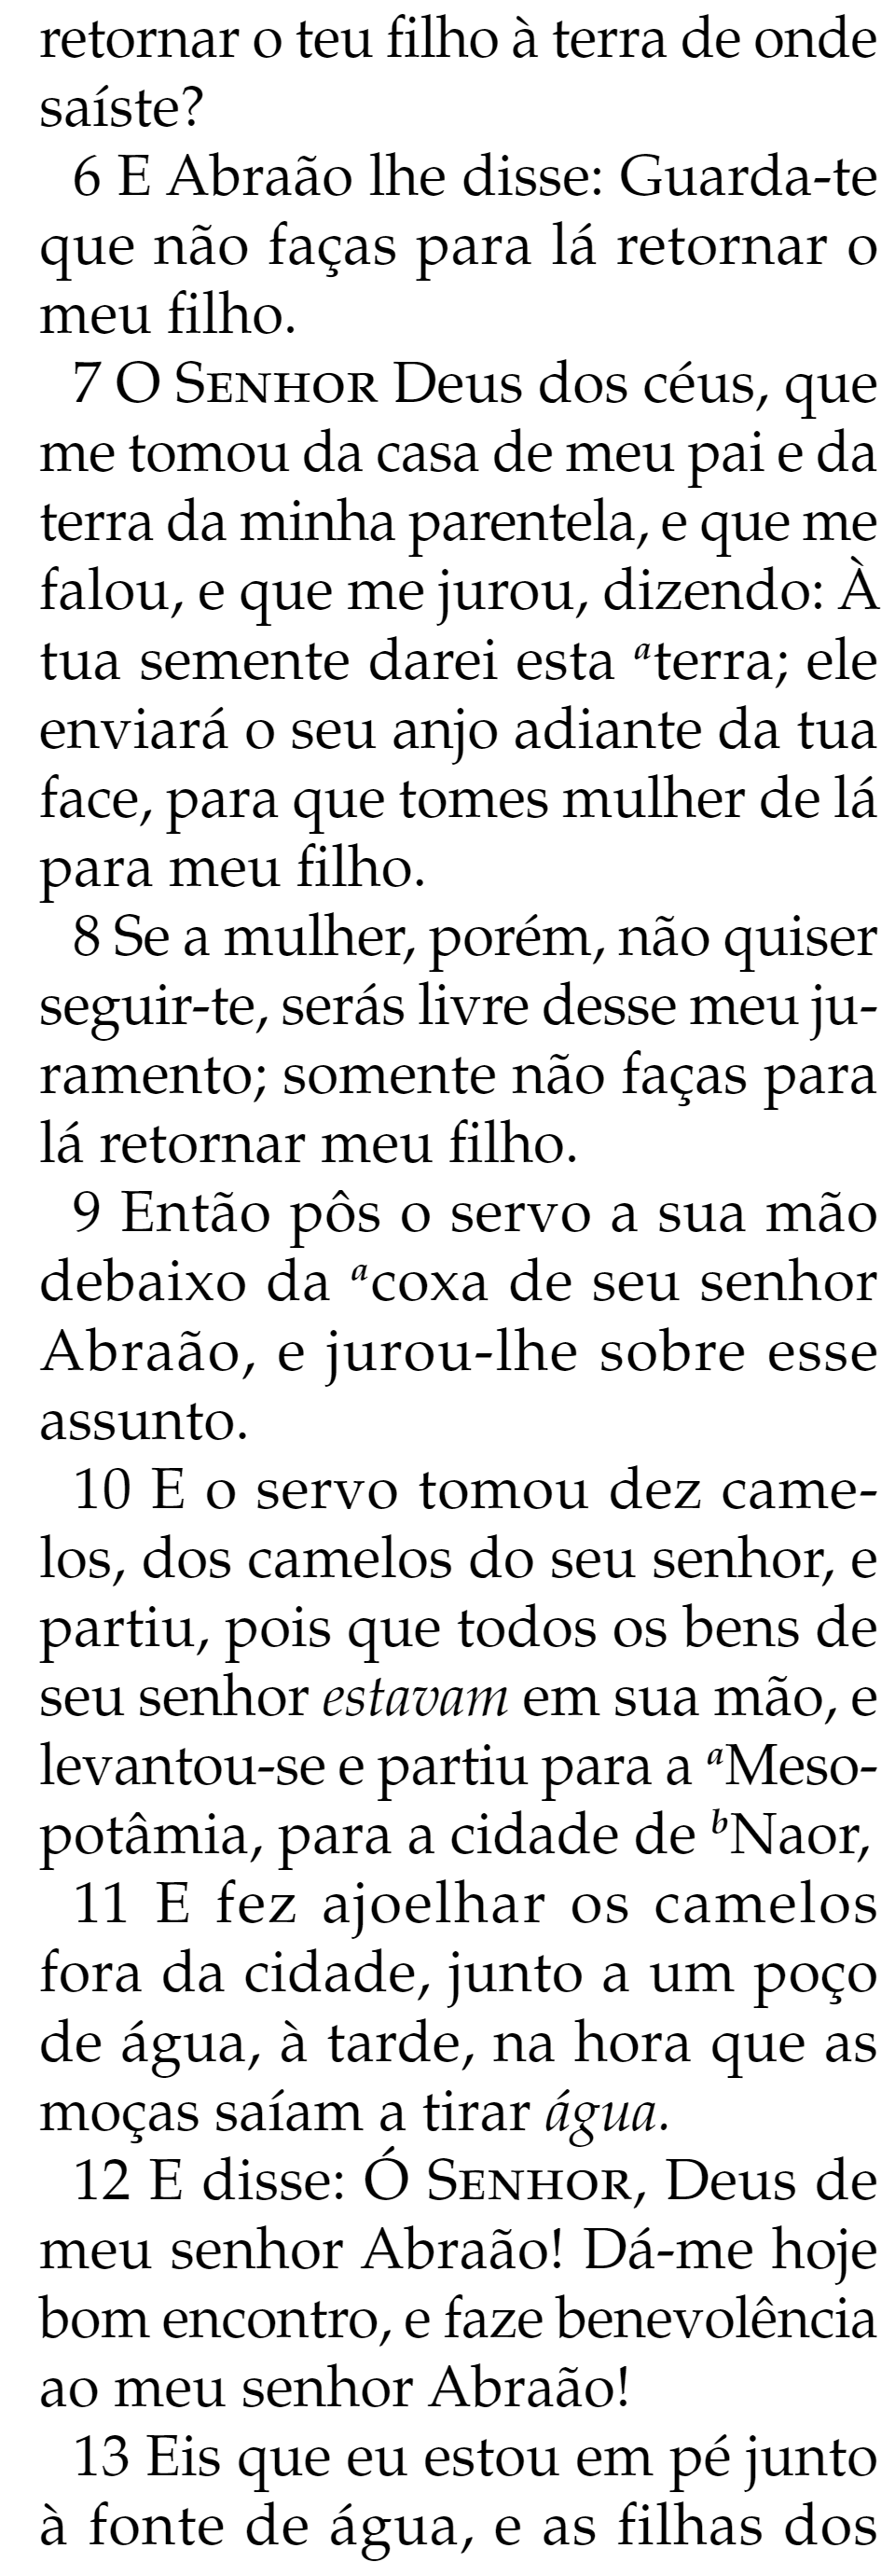 retornar o teu filho à terra de onde
saíste?
6 E Abraão lhe disse: Guarda-te
que não faças para lá retornar o
meu filho.
7 O SENHOR Deus dos céus, que
me tomou da casa de meu pai e da
terra da minha parentela, e que me
falou, e que me jurou, dizendo: À
tua semente darei esta ᵃterra; ele
enviará o seu anjo adiante da tua
face, para que tomes mulher de lá
para meu filho.
8 Se a mulher, porém, não quiser
seguir-te, serás livre desse meu ju-
ramento; somente não faças para
lá retornar meu filho.
9 Então pôs o servo a sua mão
debaixo da ᵃcoxa de seu senhor
Abraão, e jurou-lhe sobre esse
assunto.
10 E o servo tomou dez came-
los, dos camelos do seu senhor, e
partiu, pois que todos os bens de
seu senhor estavam em sua mão, e
levantou-se e partiu para a ᵃMeso-
potâmia, para a cidade de ᵇNaor,
11 E fez ajoelhar os camelos
fora da cidade, junto a um poço
de água, à tarde, na hora que as
moças saíam a tirar água.
12 E disse: Ó SENHOR, Deus de
meu senhor Abraão! Dá-me hoje
bom encontro, e faze benevolência
ao meu senhor Abraão!
13 Eis que eu estou em pé junto
à fonte de água, e as filhas dos